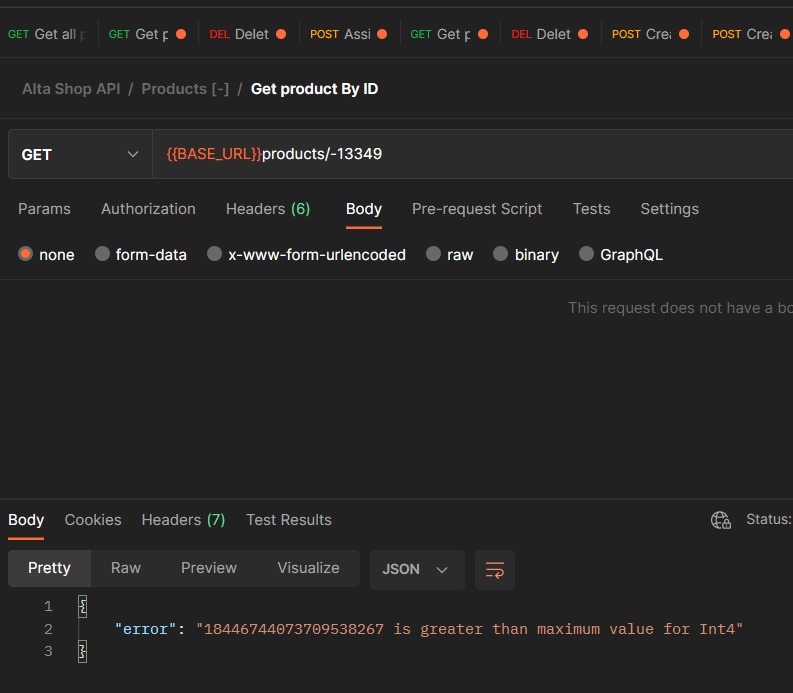 GET Get all GET Get p DEL Delet POST Assi GET Get p DEL Delet POST Cre POST Cre
Alta Shop API / Products [-] / Get product By ID
GET {{BASE_URL}}products/-13349
Params Authorization Headers (6) Body Pre-request Script Tests Settings
none form-data x-www-form-urlencoded raw binary GraphQL
This request does not have a bo
Body Cookies Headers (7) Test Results Status:
Pretty Raw Preview Visualize JSON
1 {
2 "error": "18446744073709538267 is greater than maximum value for Int4"
3 }